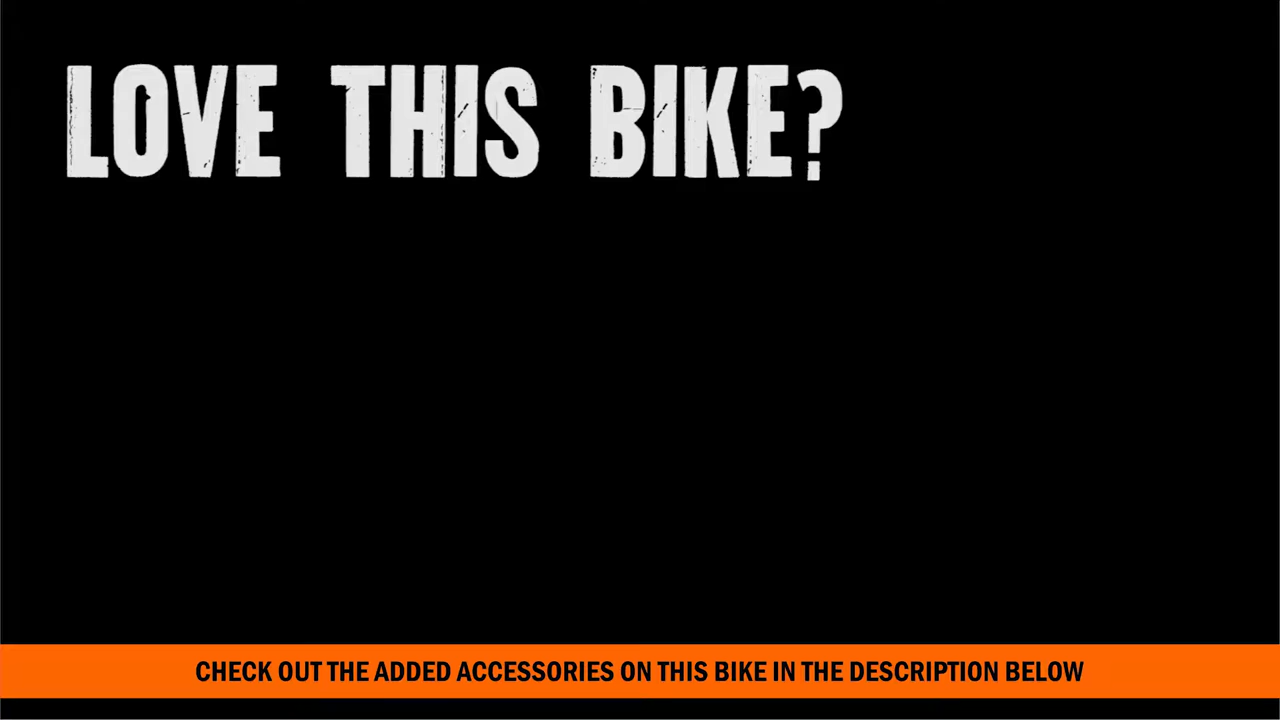 LOVE THIS BIKE?
CHECK OUT THE ADDED ACCESSORIES ON THIS BIKE IN THE DESCRIPTION BELOW